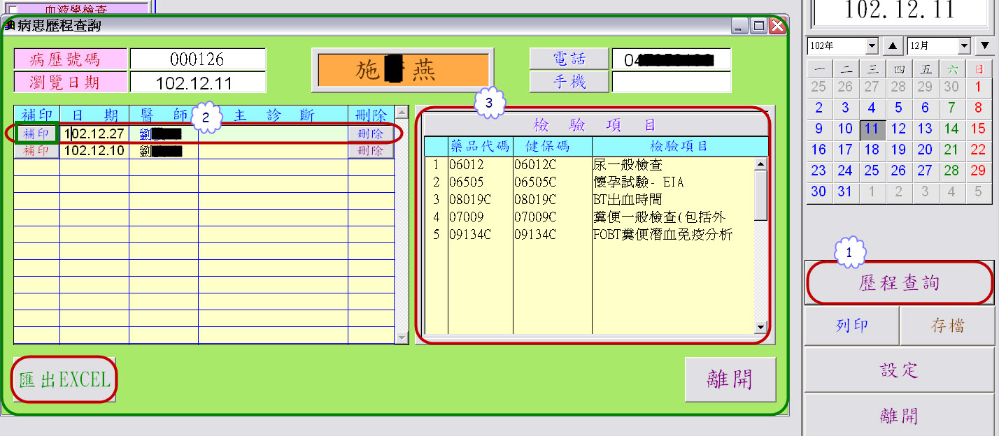 血液學檢查
病患歷程查詢
病歷號碼 000126
瀏覽日期 102.12.11
施 燕
電話 04
手機
補印 日 期 醫 師 主 診 斷 刪除
補印 102.12.27 劉 刪除
補印 102.12.10 劉 刪除
2
3
檢 驗 項 目
藥品代碼 健保碼 檢驗項目
1 06012 06012C 尿一般檢查
2 06505 06505C 懷孕試驗- EIA
3 08019C 08019C BT出血時間
4 07009 07009C 糞便一般檢查(包括外
5 09134C 09134C FOBT糞便潛血免疫分析
匯出EXCEL
離開
102.12.11
102年 12月
一 二 三 四 五 六 日
25 26 27 28 29 30 1
2 3 4 5 6 7 8
9 10 11 12 13 14 15
16 17 18 19 20 21 22
23 24 25 26 27 28 29
30 31 1 2 3 4 5
1
歷程查詢
列印 存檔
設定
離開